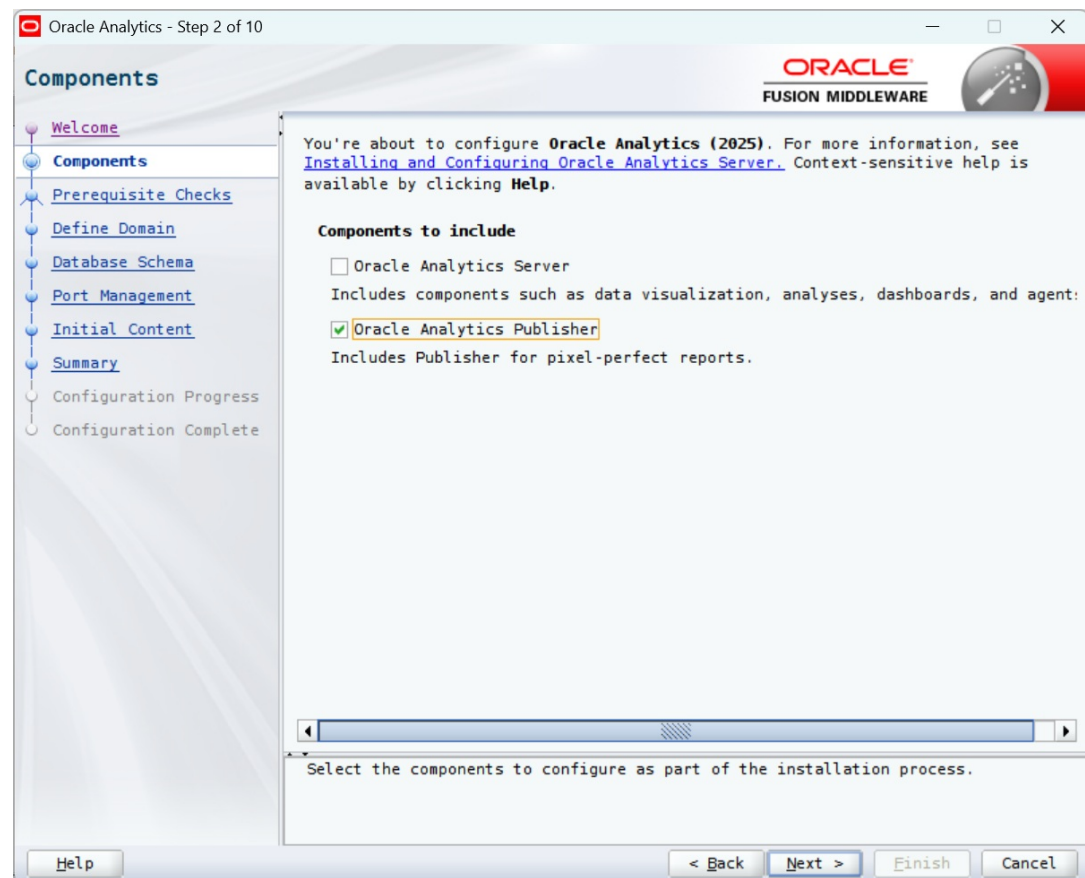 Oracle Analytics - Step 2 of 10
Components
ORACLE
FUSION MIDDLEWARE
Welcome
Components
Prerequisite Checks
Define Domain
Database Schema
Port Management
Initial Content
Summary
Configuration Progress
Configuration Complete
You're about to configure Oracle Analytics (2025). For more information, see
Installing and Configuring Oracle Analytics Server. Context-sensitive help is
available by clicking Help.
Components to include
Oracle Analytics Server
Includes components such as data visualization, analyses, dashboards, and agent
Oracle Analytics Publisher
Includes Publisher for pixel-perfect reports.
Select the components to configure as part of the installation process.
Help
< Back
Next >
Finish
Cancel